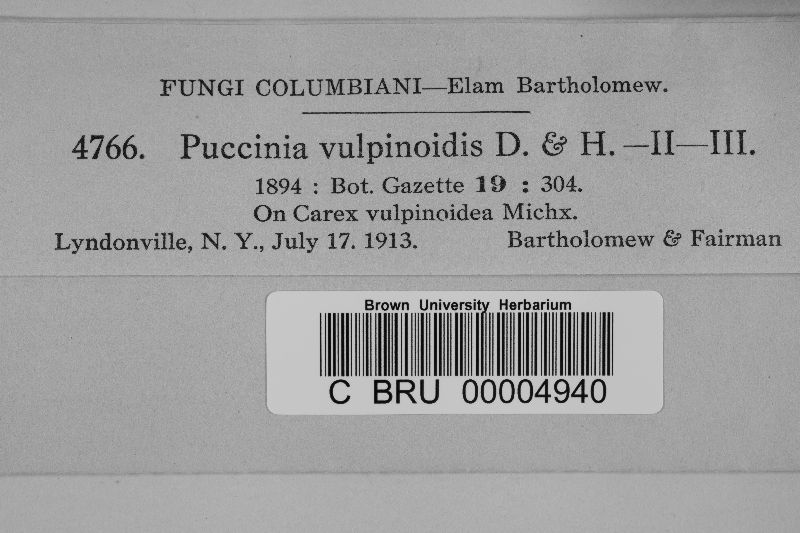 FUNGI COLUMBIANI—Elam Bartholomew.
4766. Puccinia vulpinoidis D. & H. —II—III.
1894 : Bot. Gazette 19 : 304.
On Carex vulpinoidea Michx.
Lyndonville, N. Y., July 17. 1913. Bartholomew & Fairman
Brown University Herbarium
C BRU 00004940